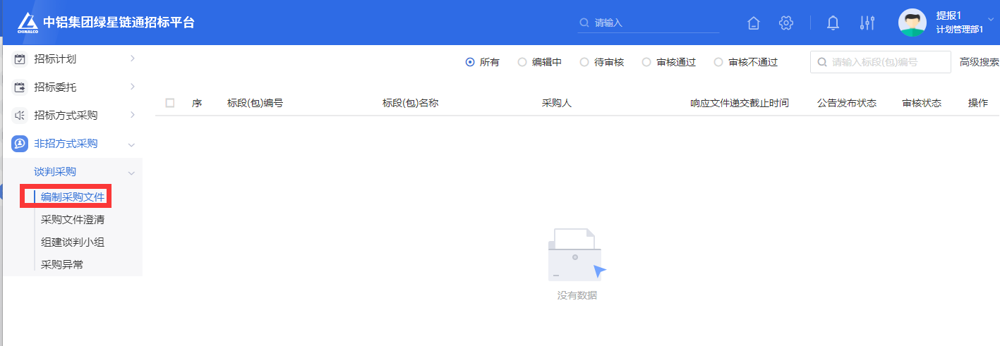 中铝集团绿星链通招标平台
CHINALCO
请输入
提报1
计划管理部1
招标计划
招标委托
招标方式采购
非招方式采购
谈判采购
编制采购文件
采购文件澄清
组建谈判小组
采购异常
所有 编辑中 待审核 审核通过 审核不通过 请输入标段(包)编号 高级搜索
序 标段(包)编号 标段(包)名称 采购人 响应文件递交截止时间 公告发布状态 审核状态 操作
没有数据